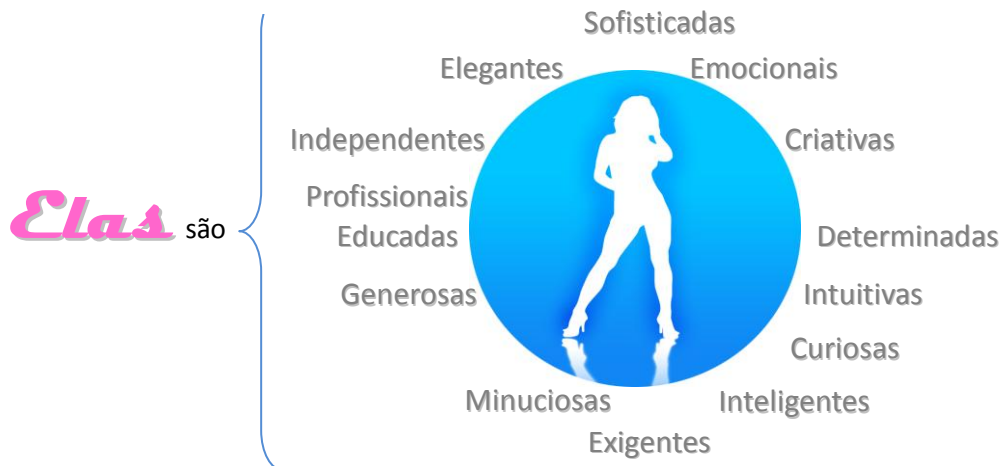 Elas são
Sofisticadas
Elegantes
Emocionais
Independentes
Criativas
Profissionais
Educadas
Determinadas
Generosas
Intuitivas
Curiosas
Minuciosas
Inteligentes
Exigentes